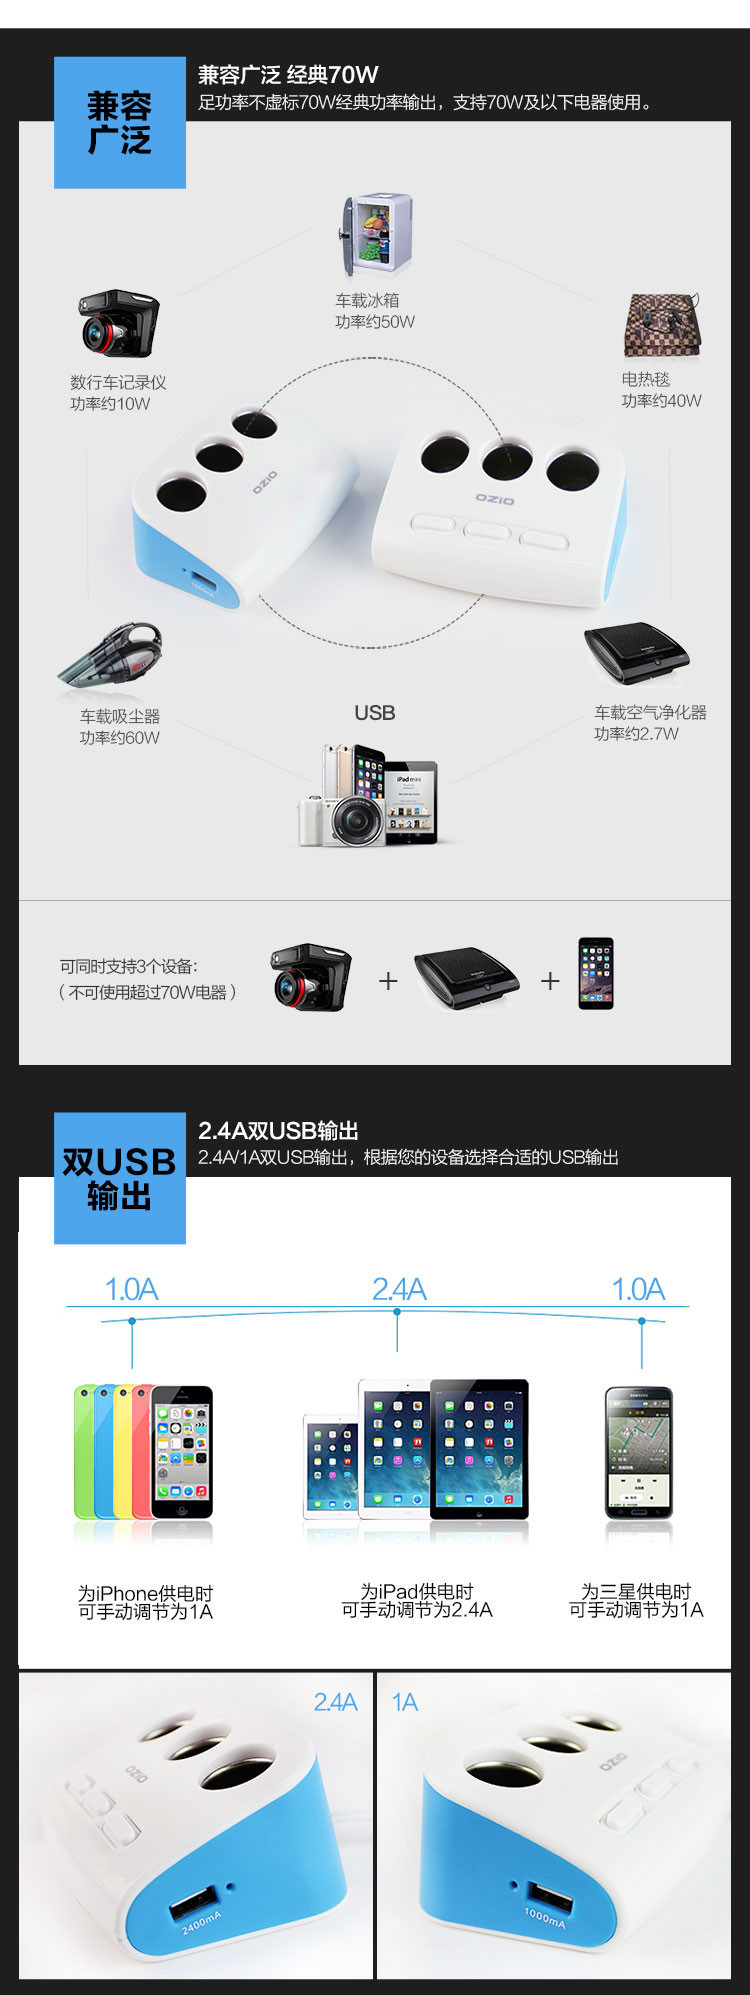 兼容
广泛
兼容广泛 经典70W
足功率不虚标70W经典功率输出，支持70W及以下电器使用。
车载冰箱
功率约50W
数行车记录仪
功率约10W
电热毯
功率约40W
OZIO
OZIO
车载吸尘器
功率约60W
USB
车载空气净化器
功率约2.7W
iPad mini
可同时支持3个设备：
（ 不可使用超过70W电器 ）
+
+
双USB
输出
2.4A双USB输出
2.4A/1A双USB输出，根据您的设备选择合适的USB输出
1.0A
2.4A
1.0A
为iPhone供电时
可手动调节为1A
为iPad供电时
可手动调节为2.4A
为三星供电时
可手动调节为1A
2.4A
1A
OZIO
OZIO
2400mA
1000mA